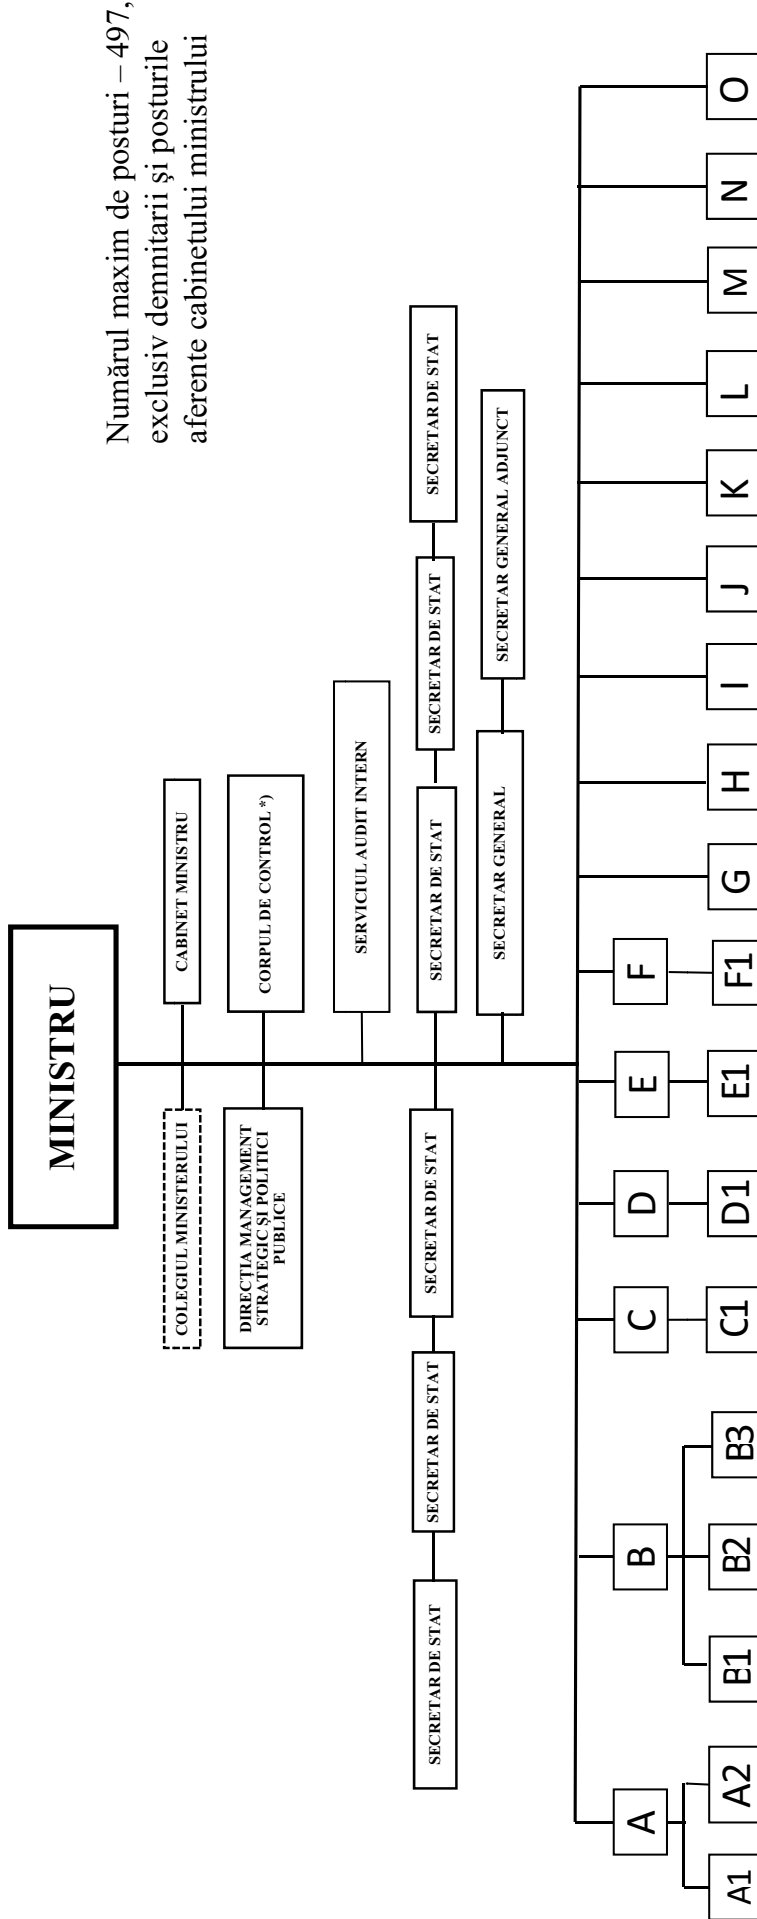 Numărul maxim de posturi – 497,
exclusiv demnitarii și posturile
aferente cabinetului ministrului
MINISTRU
COLEGIUL MINISTERULUI
CABINET MINISTRU
DIRECȚIA MANAGEMENT
STRATEGIC ȘI POLITICI
PUBLICE
CORPUL DE CONTROL *)
SERVICIUL AUDIT INTERN
SECRETAR DE STAT
SECRETAR DE STAT
SECRETAR DE STAT
SECRETAR DE STAT
SECRETAR DE STAT
SECRETAR DE STAT
SECRETAR GENERAL
SECRETAR GENERAL ADJUNCT
A
B
C
D
E
F
A1
A2
B1
B2
B3
C1
D1
E1
F1
G
H
I
J
K
L
M
N
O